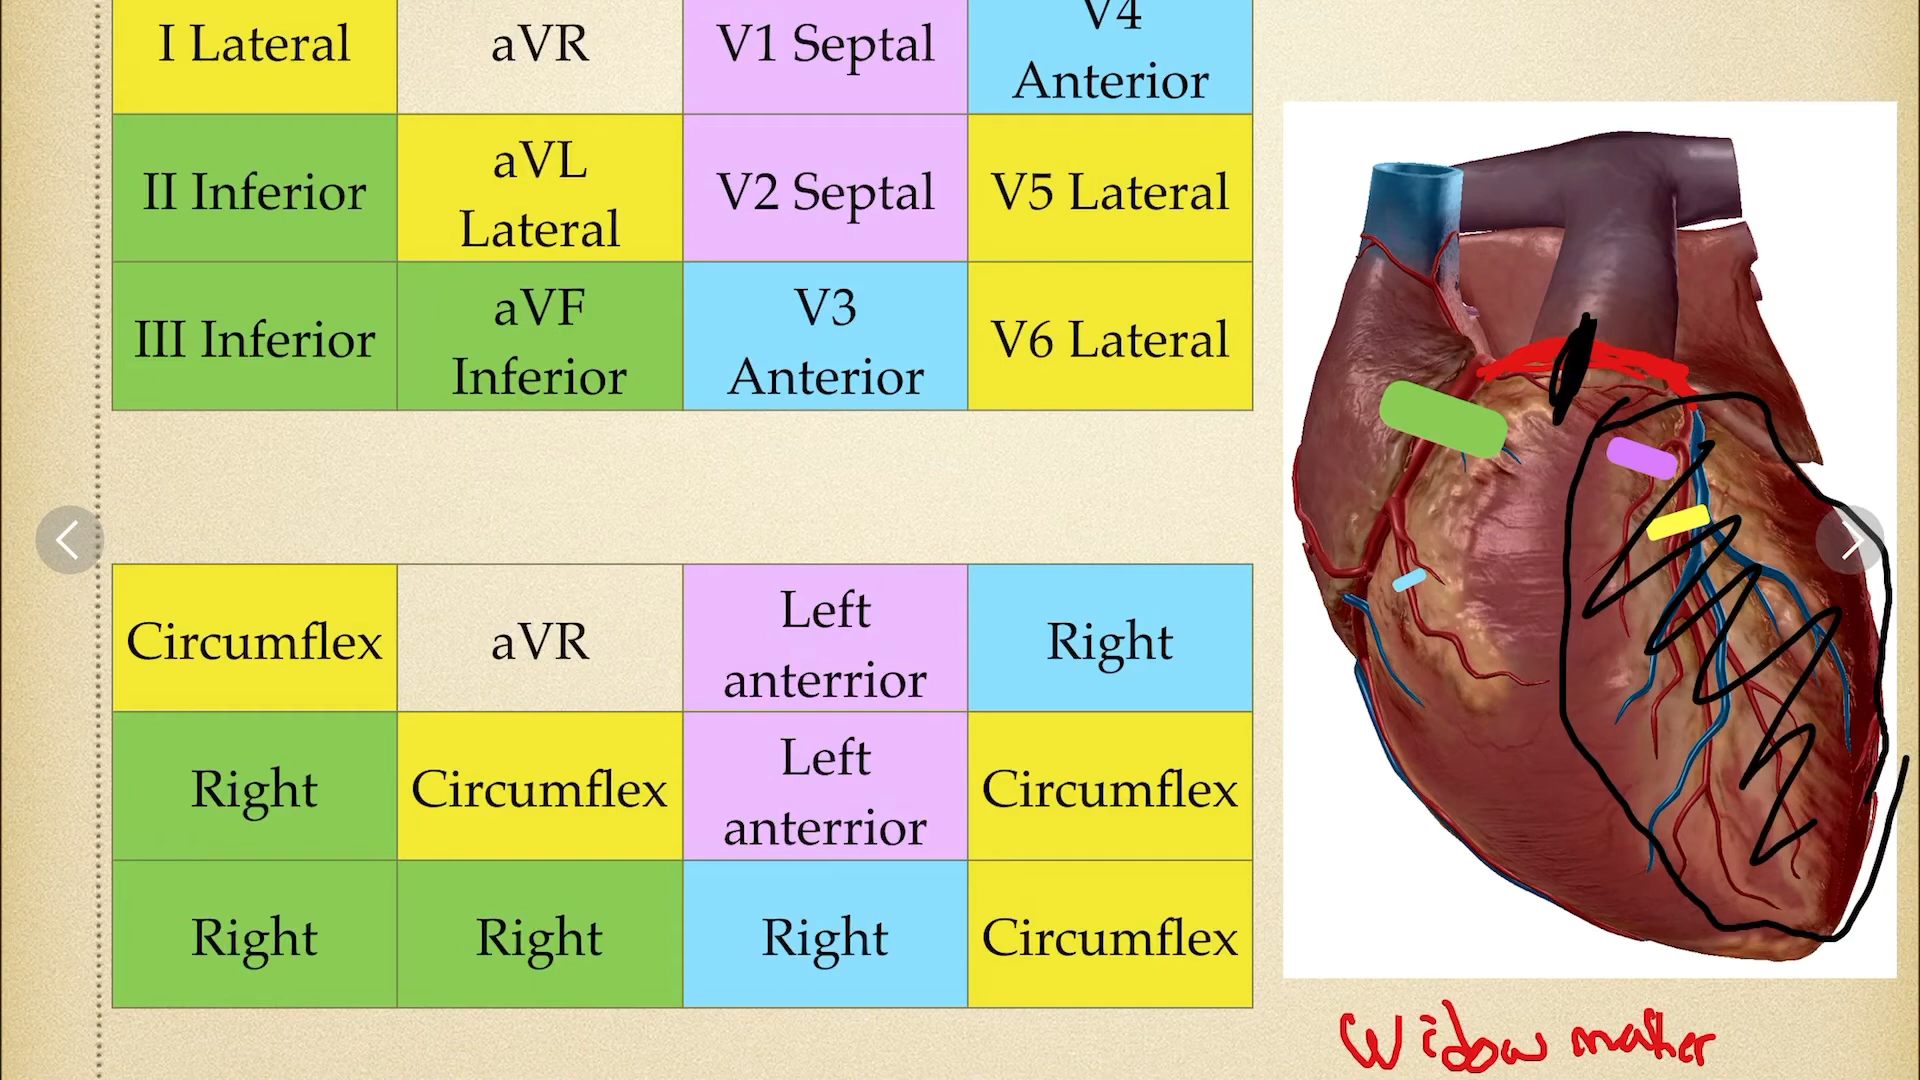 I Lateral
aVR
V1 Septal
V4
Anterior
II Inferior
aVL
Lateral
V2 Septal
V5 Lateral
III Inferior
aVF
Inferior
V3
Anterior
V6 Lateral
Circumflex
aVR
Left
anterrior
Right
Right
Circumflex
Left
anterrior
Circumflex
Right
Right
Right
Circumflex
Widow maker